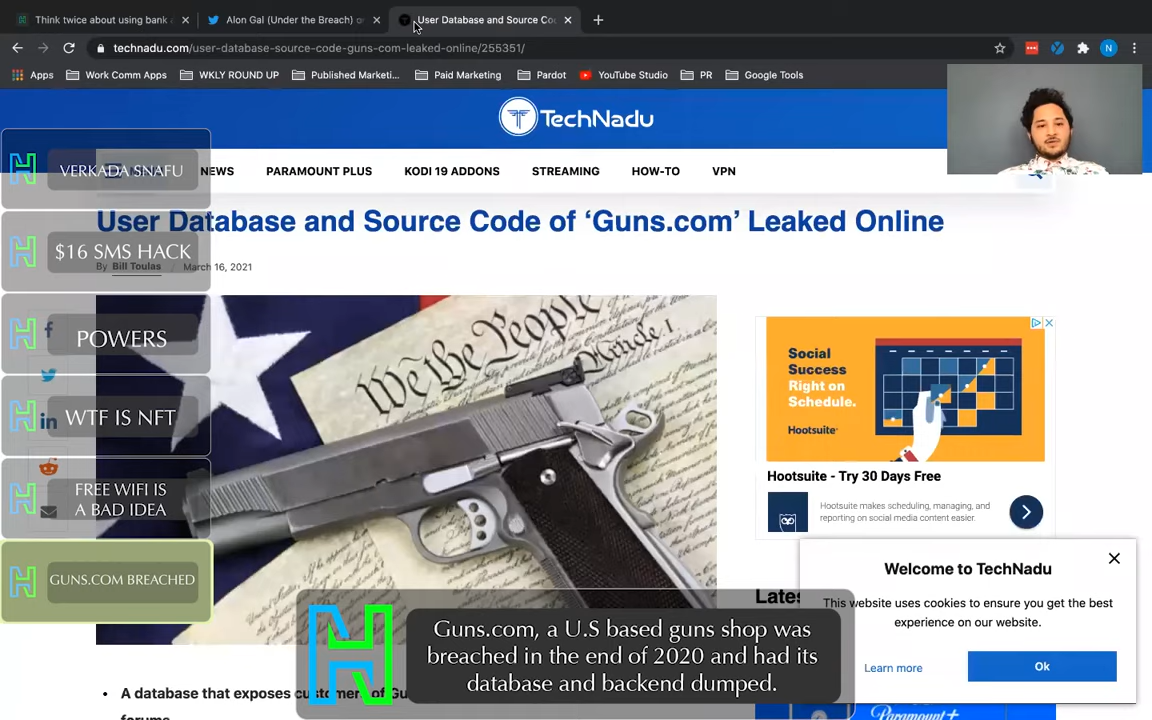 Think twice about using bank
Alon Gal (Under the Breach) o
User Database and Source Co
technadu.com/user-database-source-code-guns-com-leaked-online/255351/
N
Apps
Work Comm Apps
WKLY ROUND UP
Published Marketi...
Paid Marketing
Pardot
YouTube Studio
PR
Google Tools
TechNadu
NEWS
PARAMOUNT PLUS
KODI 19 ADDONS
STREAMING
HOW-TO
VPN
User Database and Source Code of ‘Guns.com’ Leaked Online
By Bill Toulas / March 16, 2021
VERKADA SNAFU
$16 SMS HACK
POWERS
WTF IS NFT
FREE WIFI IS
A BAD IDEA
GUNS.COM BREACHED
We the People
Article I
Social
Success
Right on
Schedule.
Hootsuite
Hootsuite - Try 30 Days Free
Hootsuite makes scheduling, managing, and
reporting on social media content easier.
Welcome to TechNadu
This website uses cookies to ensure you get the best
experience on our website.
Learn more
Ok
Lates
Paramount+
Guns.com, a U.S based guns shop was
breached in the end of 2020 and had its
database and backend dumped.
A database that exposes customers of Gu
forums.